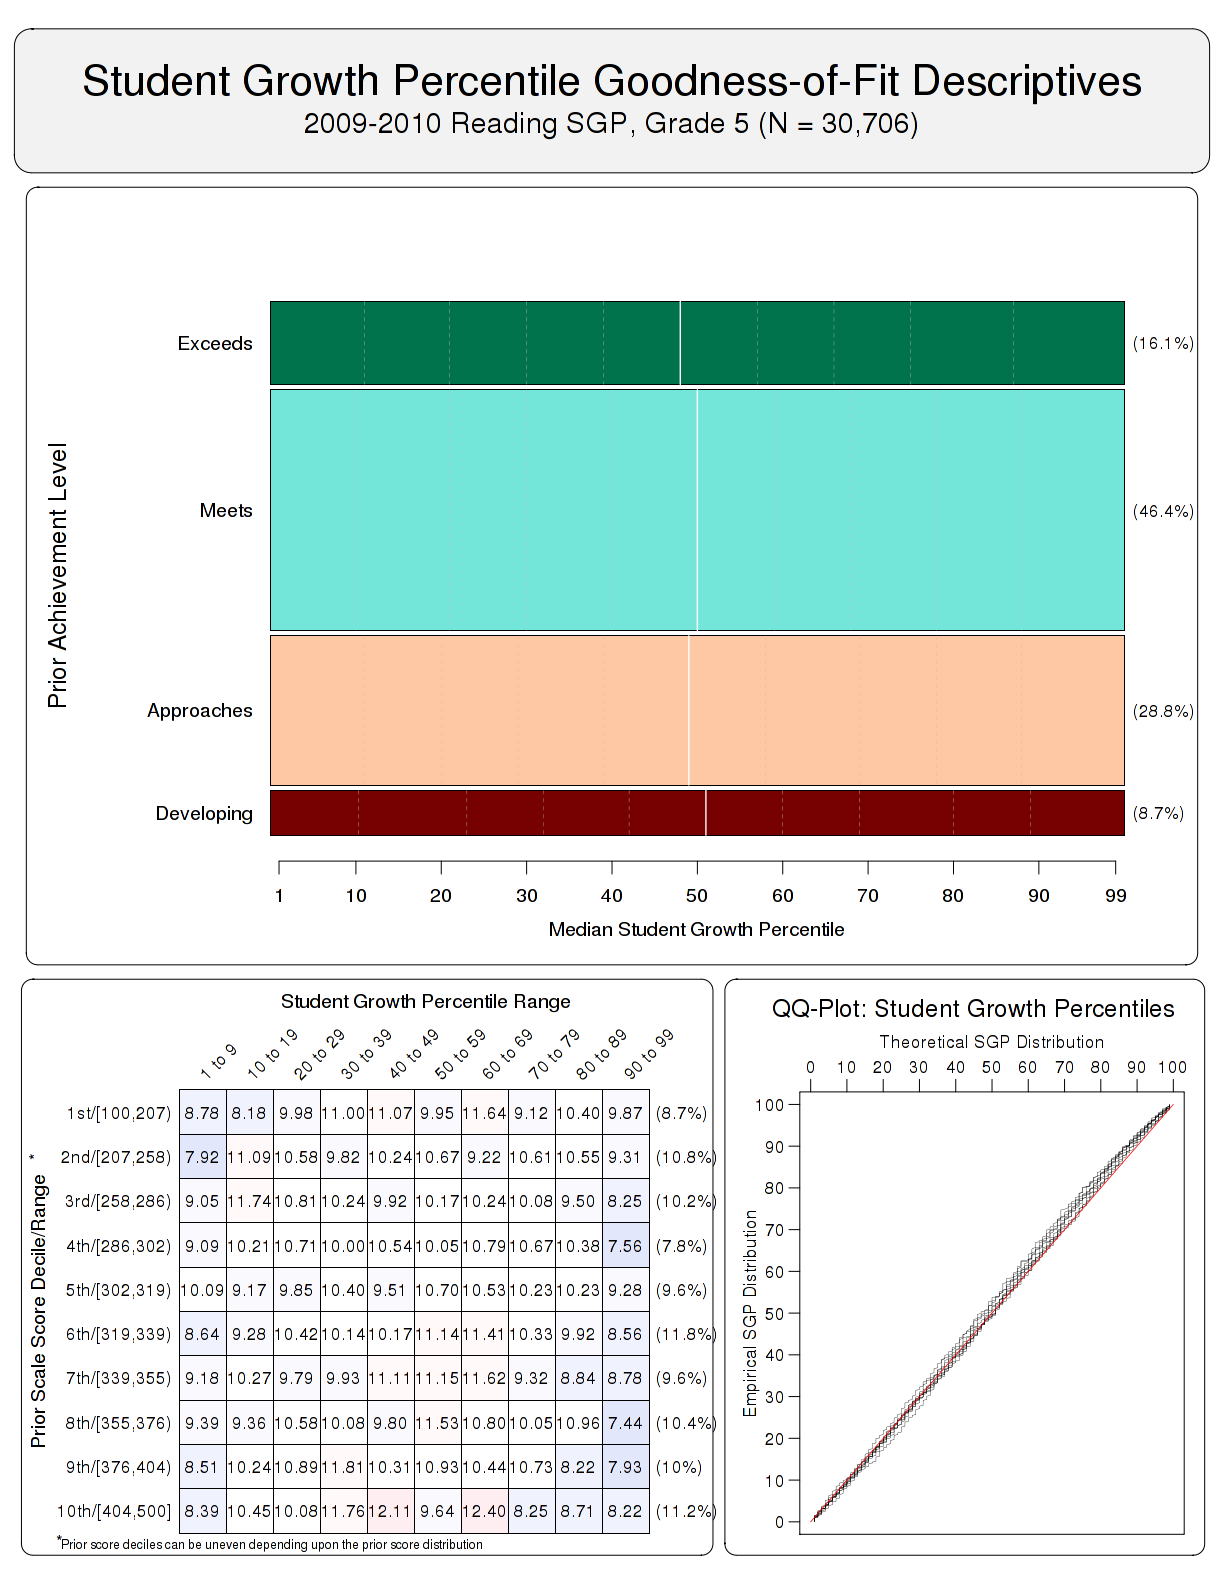 Student Growth Percentile Goodness-of-Fit Descriptives
2009-2010 Reading SGP, Grade 5 (N = 30,706)
Prior Achievement Level
Exceeds (16.1%)
Meets (46.4%)
Approaches (28.8%)
Developing (8.7%)
1 10 20 30 40 50 60 70 80 90 99
Median Student Growth Percentile
Student Growth Percentile Range
1 to 9 10 to 19 20 to 29 30 to 39 40 to 49 50 to 59 60 to 69 70 to 79 80 to 89 90 to 99
Prior Scale Score Decile/Range *
1st/[100,207) 8.78 8.18 9.98 11.00 11.07 9.95 11.64 9.12 10.40 9.87 (8.7%)
2nd/[207,258) 7.92 11.09 10.58 9.82 10.24 10.67 9.22 10.61 10.55 9.31 (10.8%)
3rd/[258,286) 9.05 11.74 10.81 10.24 9.92 10.17 10.24 10.08 9.50 8.25 (10.2%)
4th/[286,302) 9.09 10.21 10.71 10.00 10.54 10.05 10.79 10.67 10.38 7.56 (7.8%)
5th/[302,319) 10.09 9.17 9.85 10.40 9.51 10.70 10.53 10.23 10.23 9.28 (9.6%)
6th/[319,339) 8.64 9.28 10.42 10.14 10.17 11.14 11.41 10.33 9.92 8.56 (11.8%)
7th/[339,355) 9.18 10.27 9.79 9.93 11.11 11.15 11.62 9.32 8.84 8.78 (9.6%)
8th/[355,376) 9.39 9.36 10.58 10.08 9.80 11.53 10.80 10.05 10.96 7.44 (10.4%)
9th/[376,404) 8.51 10.24 10.89 11.81 10.31 10.93 10.44 10.73 8.22 7.93 (10%)
10th/[404,500] 8.39 10.45 10.08 11.76 12.11 9.64 12.40 8.25 8.71 8.22 (11.2%)
*Prior score deciles can be uneven depending upon the prior score distribution
QQ-Plot: Student Growth Percentiles
Theoretical SGP Distribution
0 10 20 30 40 50 60 70 80 90 100
Empirical SGP Distribution
100
90
80
70
60
50
40
30
20
10
0